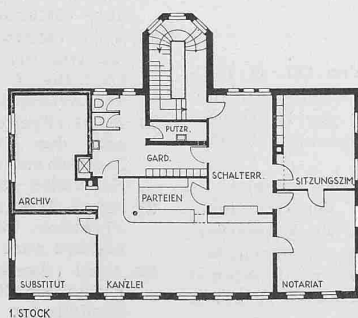 PUTZR.
GARD.
SCHALTERR.
SITZUNGSZIM.
ARCHIV
PARTEIEN
SUBSTITUT
KANZLEI
NOTARIAT
1. STOCK